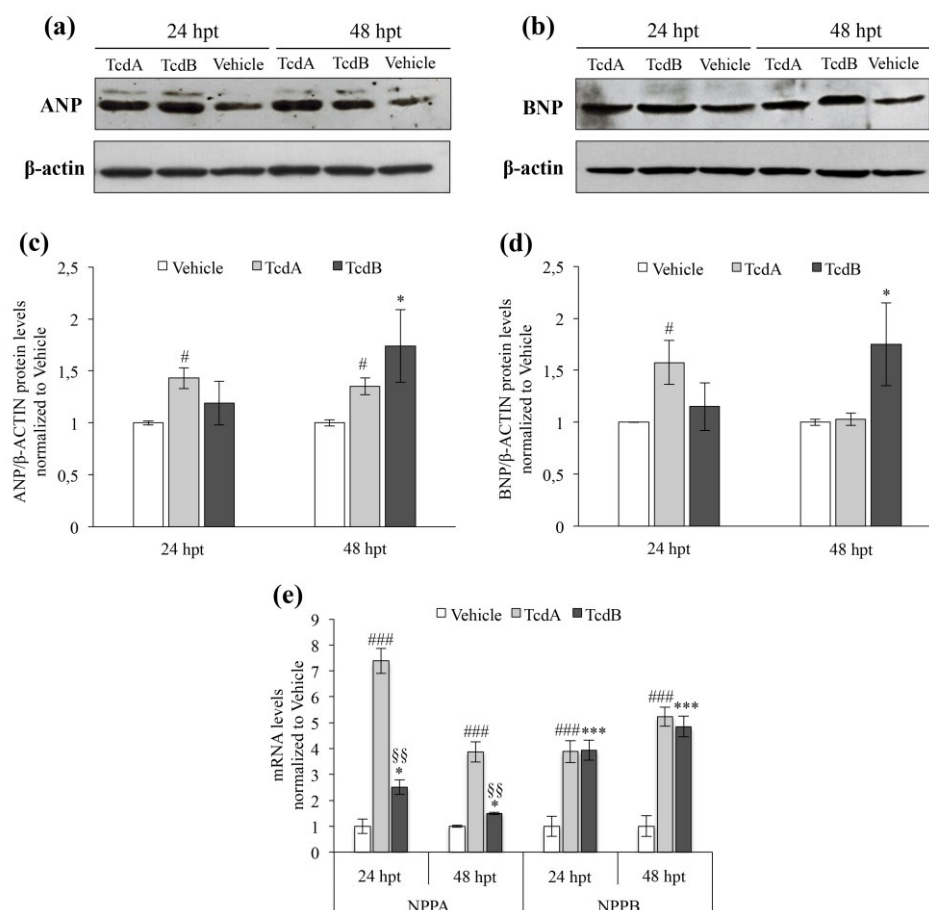 (a)
24 hpt 48 hpt
TcdA TcdB Vehicle TcdA TcdB Vehicle
ANP
β-actin
(b)
24 hpt 48 hpt
TcdA TcdB Vehicle TcdA TcdB Vehicle
BNP
β-actin
(c)
ANP/β-ACTIN protein levels
normalized to Vehicle
2,5
2
1,5
1
0,5
0
Vehicle TcdA TcdB
#
#
*
24 hpt 48 hpt
(d)
BNP/β-ACTIN protein levels
normalized to Vehicle
2,5
2
1,5
1
0,5
0
Vehicle TcdA TcdB
#
*
24 hpt 48 hpt
(e)
mRNA levels
normalized to Vehicle
9
8
7
6
5
4
3
2
1
0
Vehicle TcdA TcdB
###
§§
*
###
§§
*
### ***
### ***
24 hpt 48 hpt 24 hpt 48 hpt
NPPA NPPB